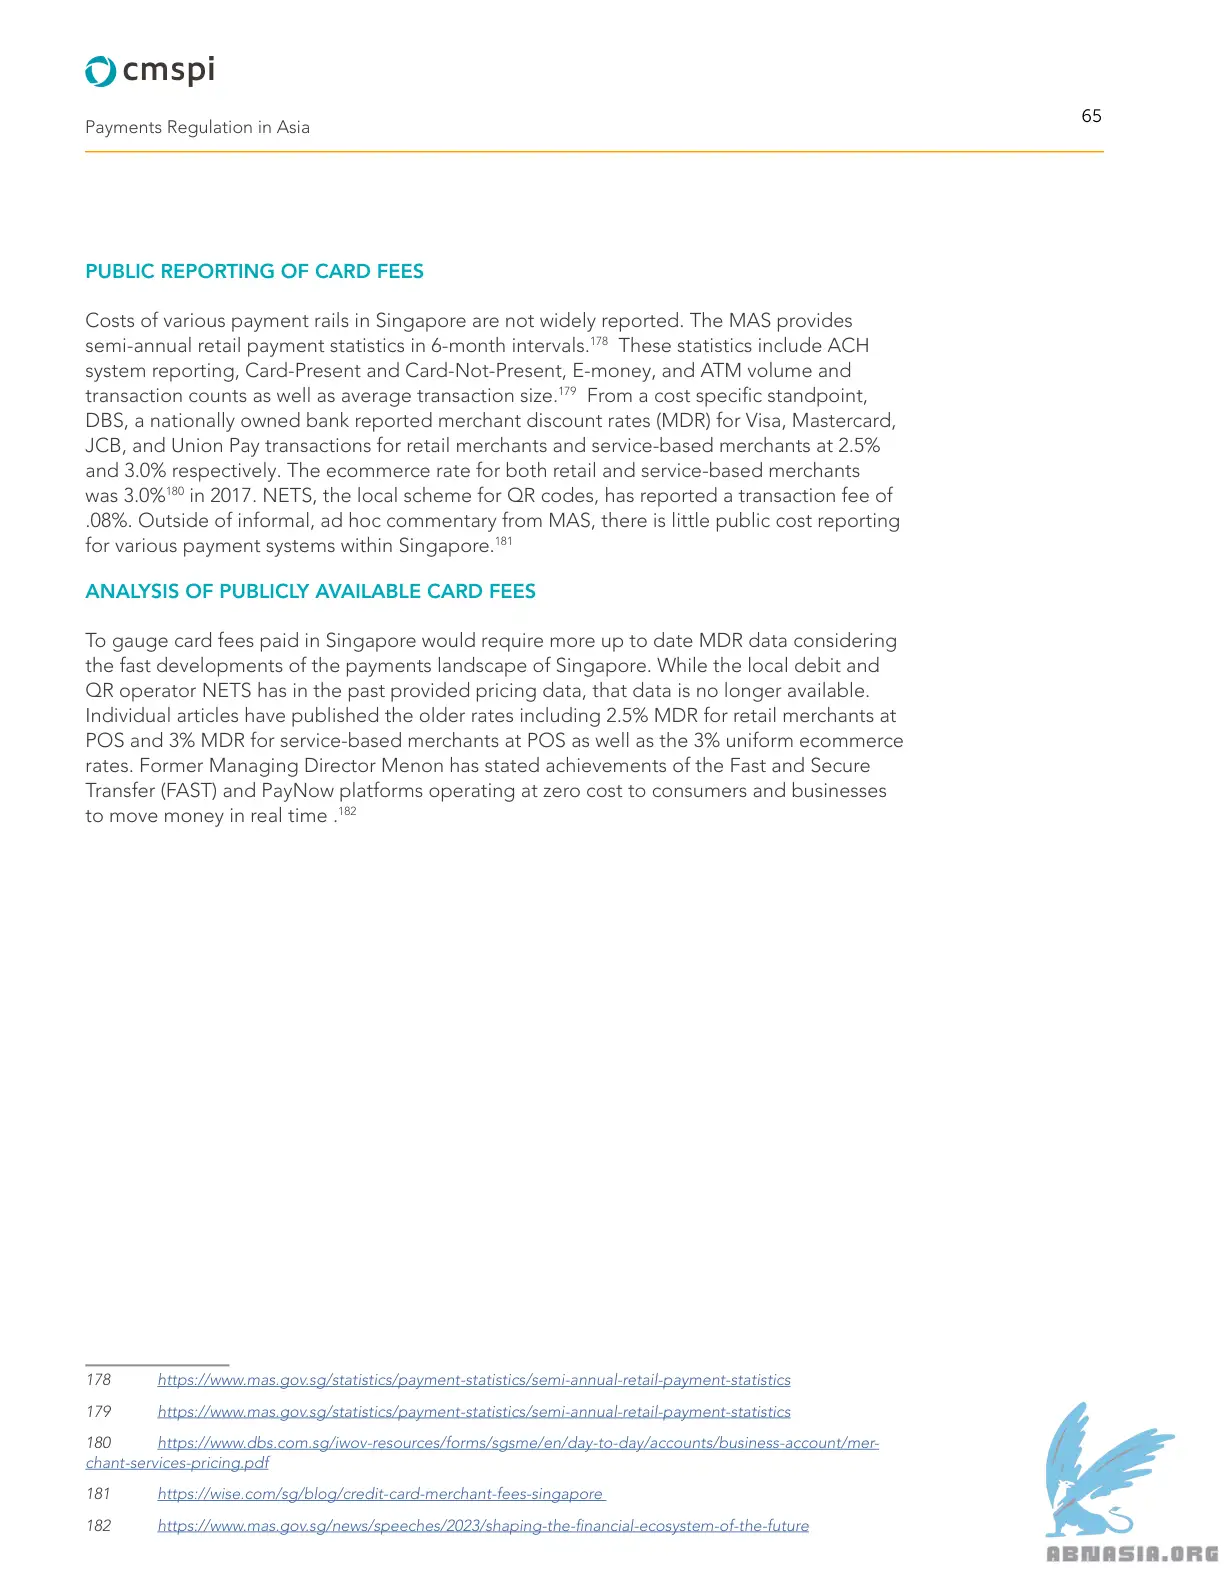 cmspi
Payments Regulation in Asia
65
PUBLIC REPORTING OF CARD FEES
Costs of various payment rails in Singapore are not widely reported. The MAS provides
semi-annual retail payment statistics in 6-month intervals.178 These statistics include ACH
system reporting, Card-Present and Card-Not-Present, E-money, and ATM volume and
transaction counts as well as average transaction size.179 From a cost specific standpoint,
DBS, a nationally owned bank reported merchant discount rates (MDR) for Visa, Mastercard,
JCB, and Union Pay transactions for retail merchants and service-based merchants at 2.5%
and 3.0% respectively. The ecommerce rate for both retail and service-based merchants
was 3.0%180 in 2017. NETS, the local scheme for QR codes, has reported a transaction fee of
.08%. Outside of informal, ad hoc commentary from MAS, there is little public cost reporting
for various payment systems within Singapore.181
ANALYSIS OF PUBLICLY AVAILABLE CARD FEES
To gauge card fees paid in Singapore would require more up to date MDR data considering
the fast developments of the payments landscape of Singapore. While the local debit and
QR operator NETS has in the past provided pricing data, that data is no longer available.
Individual articles have published the older rates including 2.5% MDR for retail merchants at
POS and 3% MDR for service-based merchants at POS as well as the 3% uniform ecommerce
rates. Former Managing Director Menon has stated achievements of the Fast and Secure
Transfer (FAST) and PayNow platforms operating at zero cost to consumers and businesses
to move money in real time .182
178 https://www.mas.gov.sg/statistics/payment-statistics/semi-annual-retail-payment-statistics
179 https://www.mas.gov.sg/statistics/payment-statistics/semi-annual-retail-payment-statistics
180 https://www.dbs.com.sg/iwov-resources/forms/sgsme/en/day-to-day/accounts/business-account/mer-
chant-services-pricing.pdf
181 https://wise.com/sg/blog/credit-card-merchant-fees-singapore
182 https://www.mas.gov.sg/news/speeches/2023/shaping-the-financial-ecosystem-of-the-future
ABNASIA.ORG